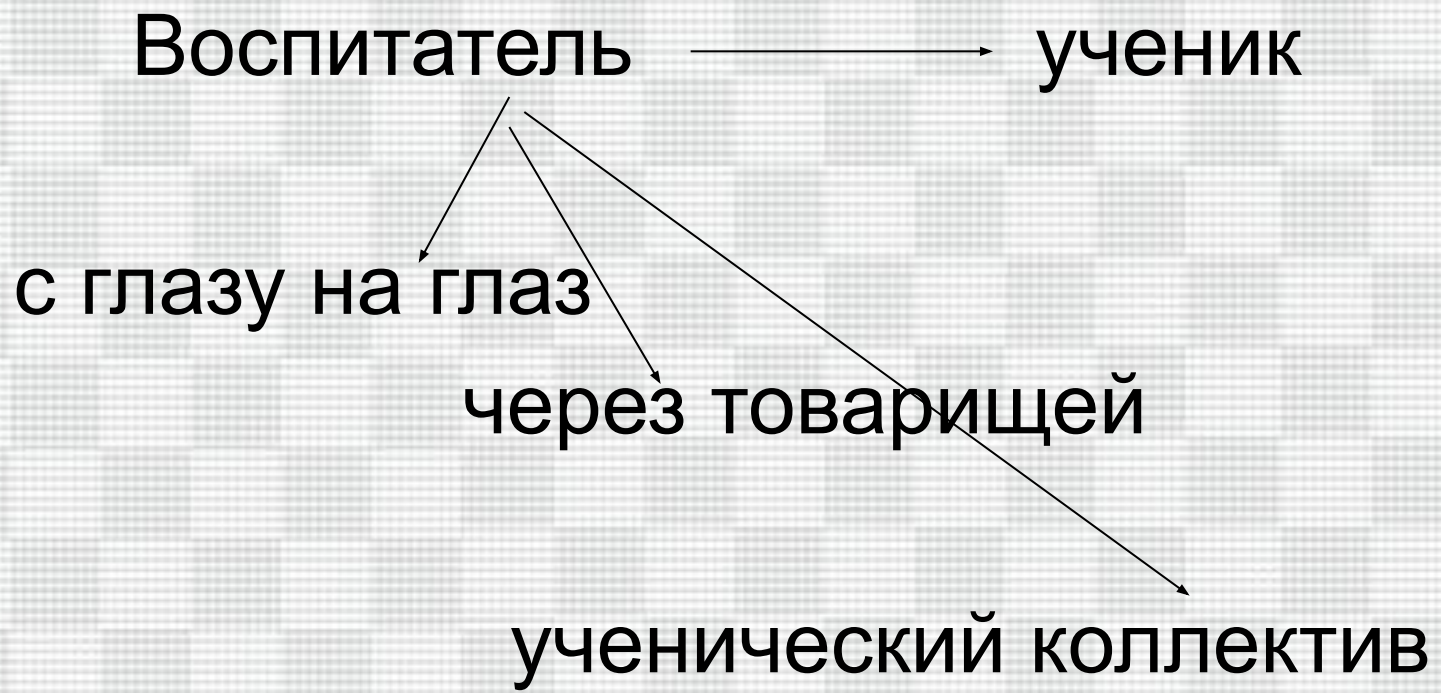 Воспитатель ученик
с глазу на глаз
через товарищей
ученический коллектив